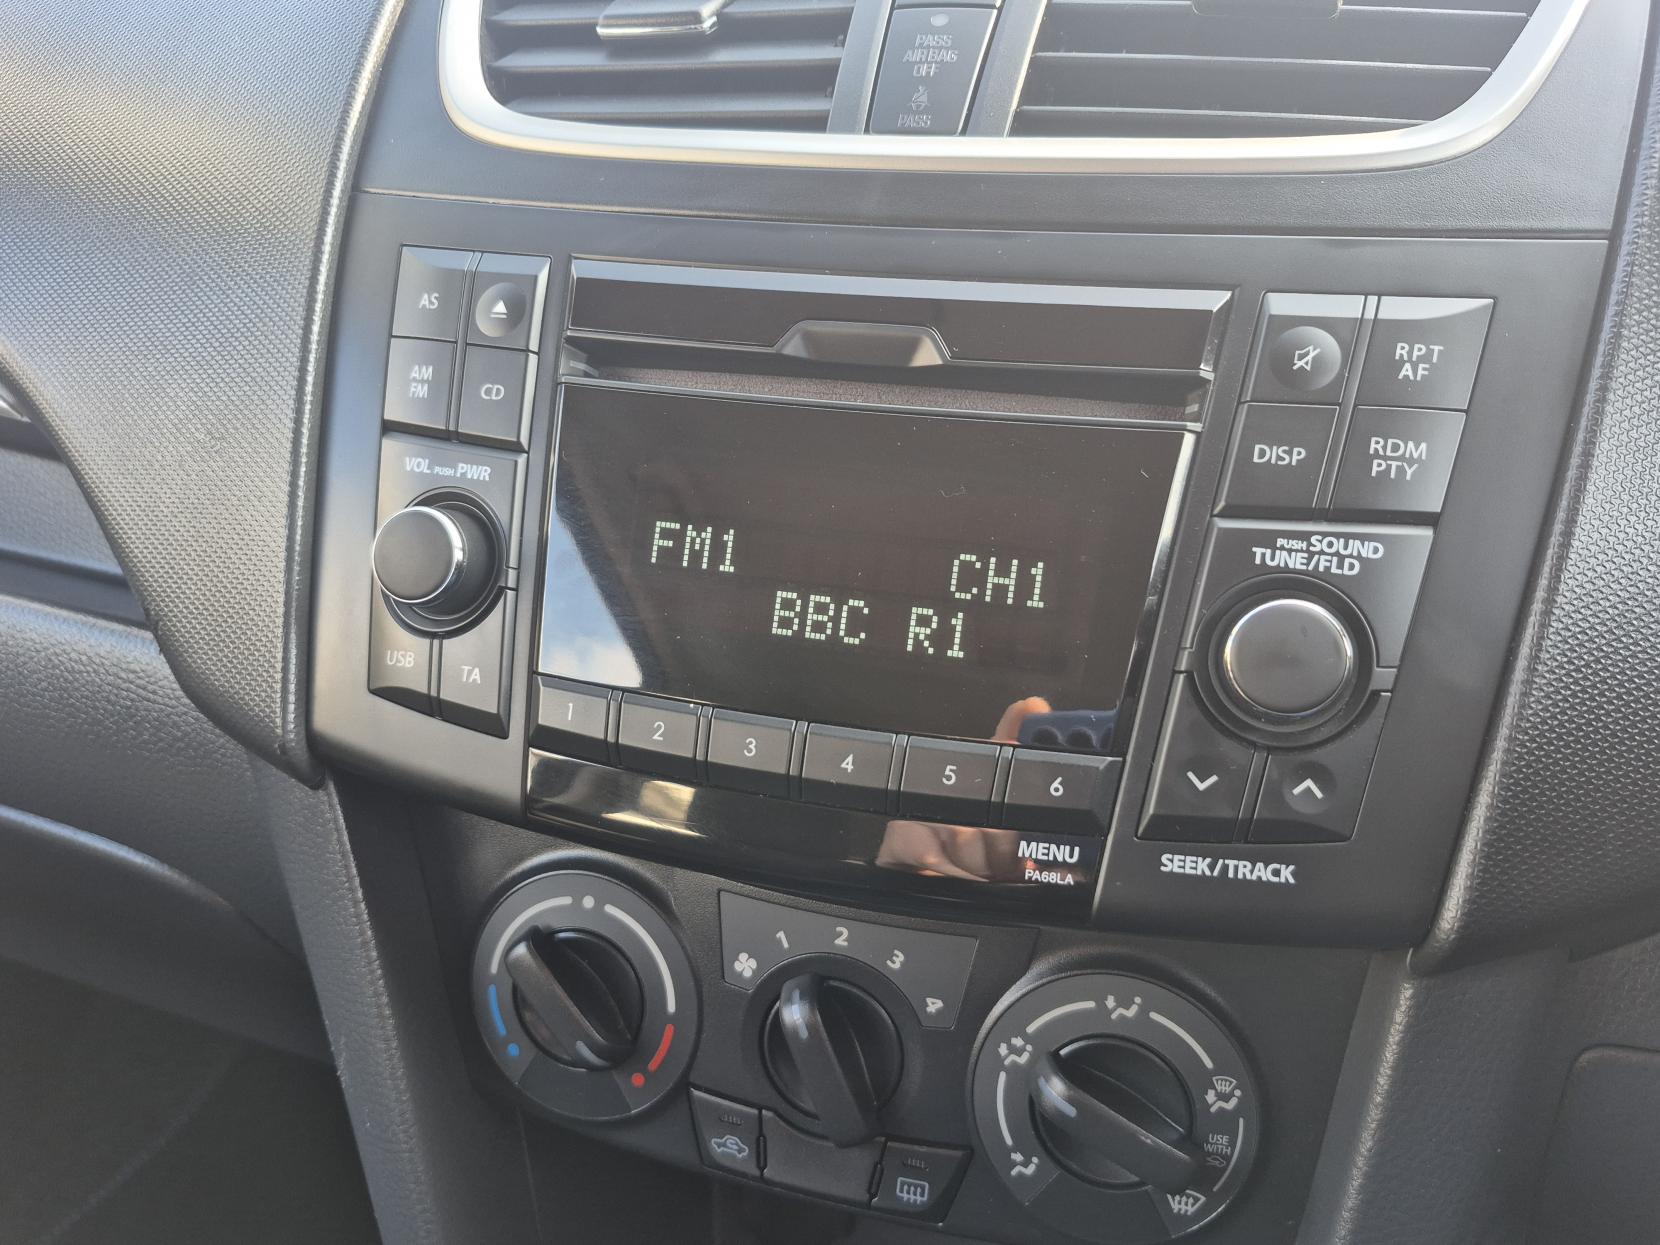 PASS
AIR BAG
OFF
PASS
AS
AM
FM
CD
VOL PUSH PWR
USB
TA
FM1
CH1
BBC R1
1
2
3
4
5
6
MENU
PA68LA
RPT
AF
DISP
RDM
PTY
PUSH SOUND
TUNE/FLD
SEEK/TRACK
1
2
3
4
USE
WITH